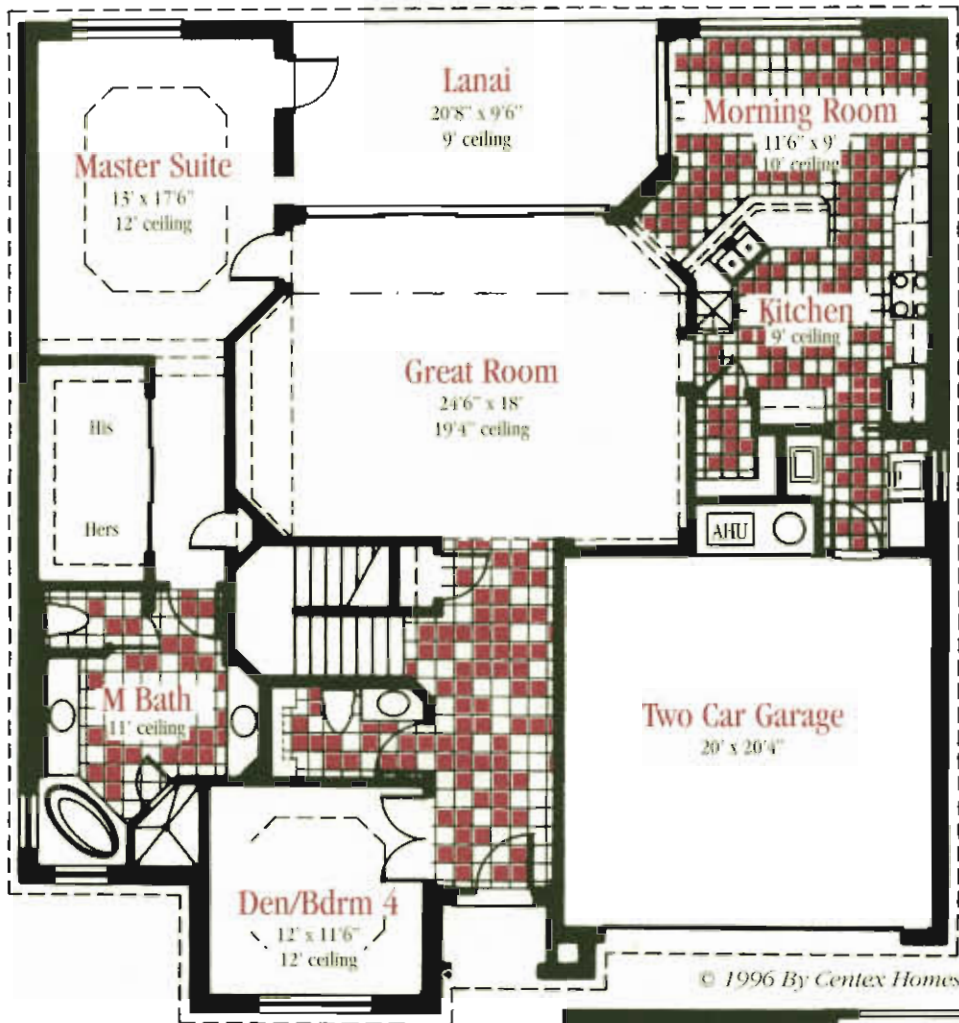 Lanai
20'8" x 9'6"
9' ceiling
Morning Room
11'6" x 9'
10' ceiling
Master Suite
13' x 17'6"
12' ceiling
Kitchen
9' ceiling
Great Room
24'6" x 18'
19'4" ceiling
His
Hers
AHU
M Bath
11' ceiling
Two Car Garage
20' x 20'4"
Den/Bdrm 4
12' x 11'6"
12' ceiling
© 1996 By Centex Homes